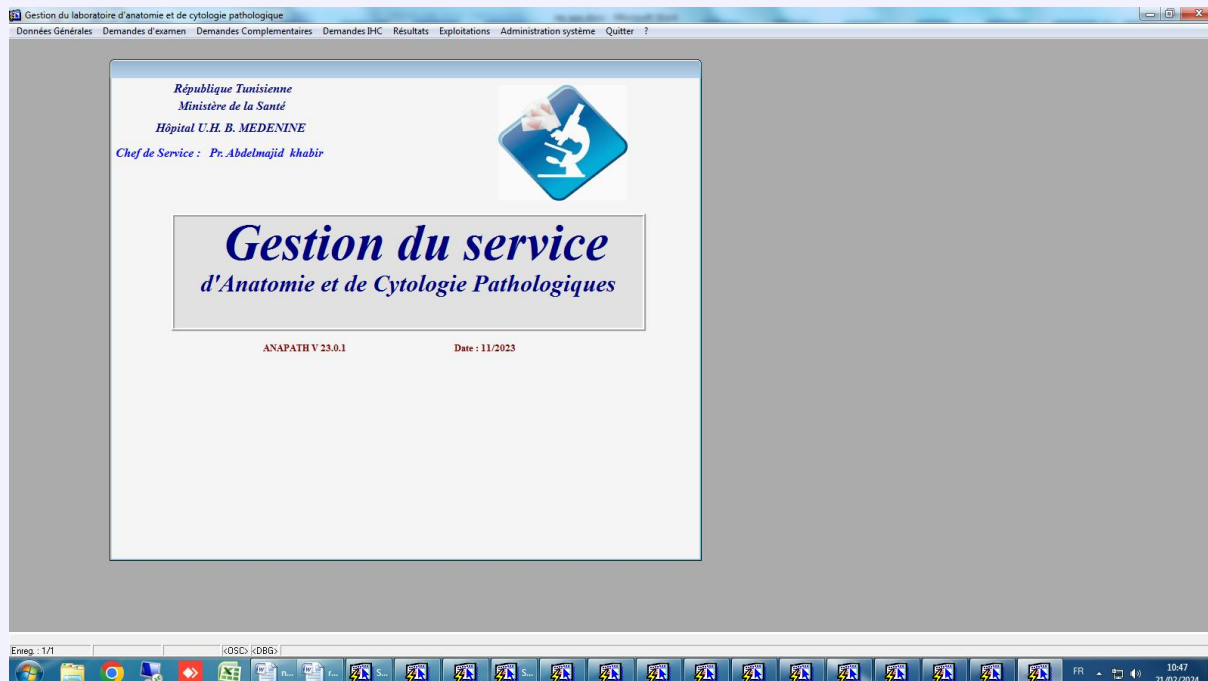 Gestion du laboratoire d'anatomie et de cytologie pathologique
Données Générales Demandes d'examen Demandes Complementaires Demandes IHC Résultats Exploitations Administration système Quitter ?
République Tunisienne
Ministère de la Santé
Hôpital U.H. B. MEDENINE
Chef de Service : Pr. Abdelmajid khabir
Gestion du service
d'Anatomie et de Cytologie Pathologiques
ANAPATH V 23.0.1 Date : 11/2023
Enreg. : 1/1 <OSC> <DBG>
n... r... S... S... FR 10:47
21/02/2024